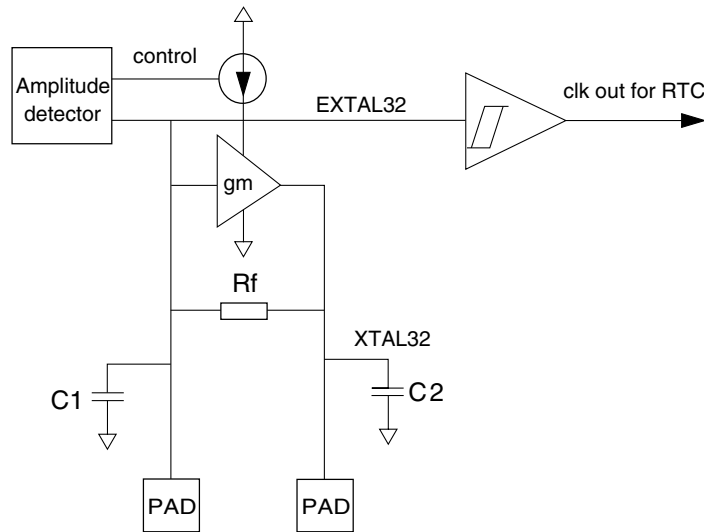 control
Amplitude
detector
EXTAL32
clk out for RTC
gm
Rf
XTAL32
C1
C2
PAD
PAD